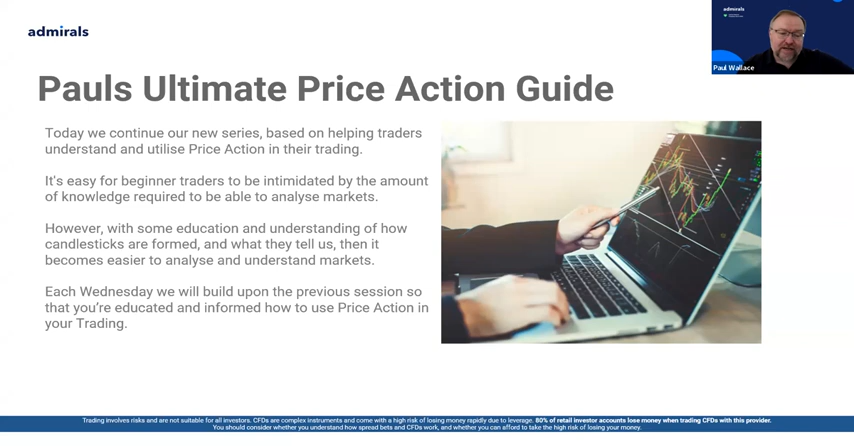 admirals
admirals
Paul Wallace
Pauls Ultimate Price Action Guide
Today we continue our new series, based on helping traders
understand and utilise Price Action in their trading.
It's easy for beginner traders to be intimidated by the amount
of knowledge required to be able to analyse markets.
However, with some education and understanding of how
candlesticks are formed, and what they tell us, then it
becomes easier to analyse and understand markets.
Each Wednesday we will build upon the previous session so
that you're educated and informed how to use Price Action in
your Trading.
Trading involves risks and are not suitable for all investors. CFDs are complex instruments and come with a high risk of losing money rapidly due to leverage. 80% of retail investor accounts lose money when trading CFDs with this provider.
You should consider whether you understand how spread bets and CFDs work, and whether you can afford to take the high risk of losing your money.